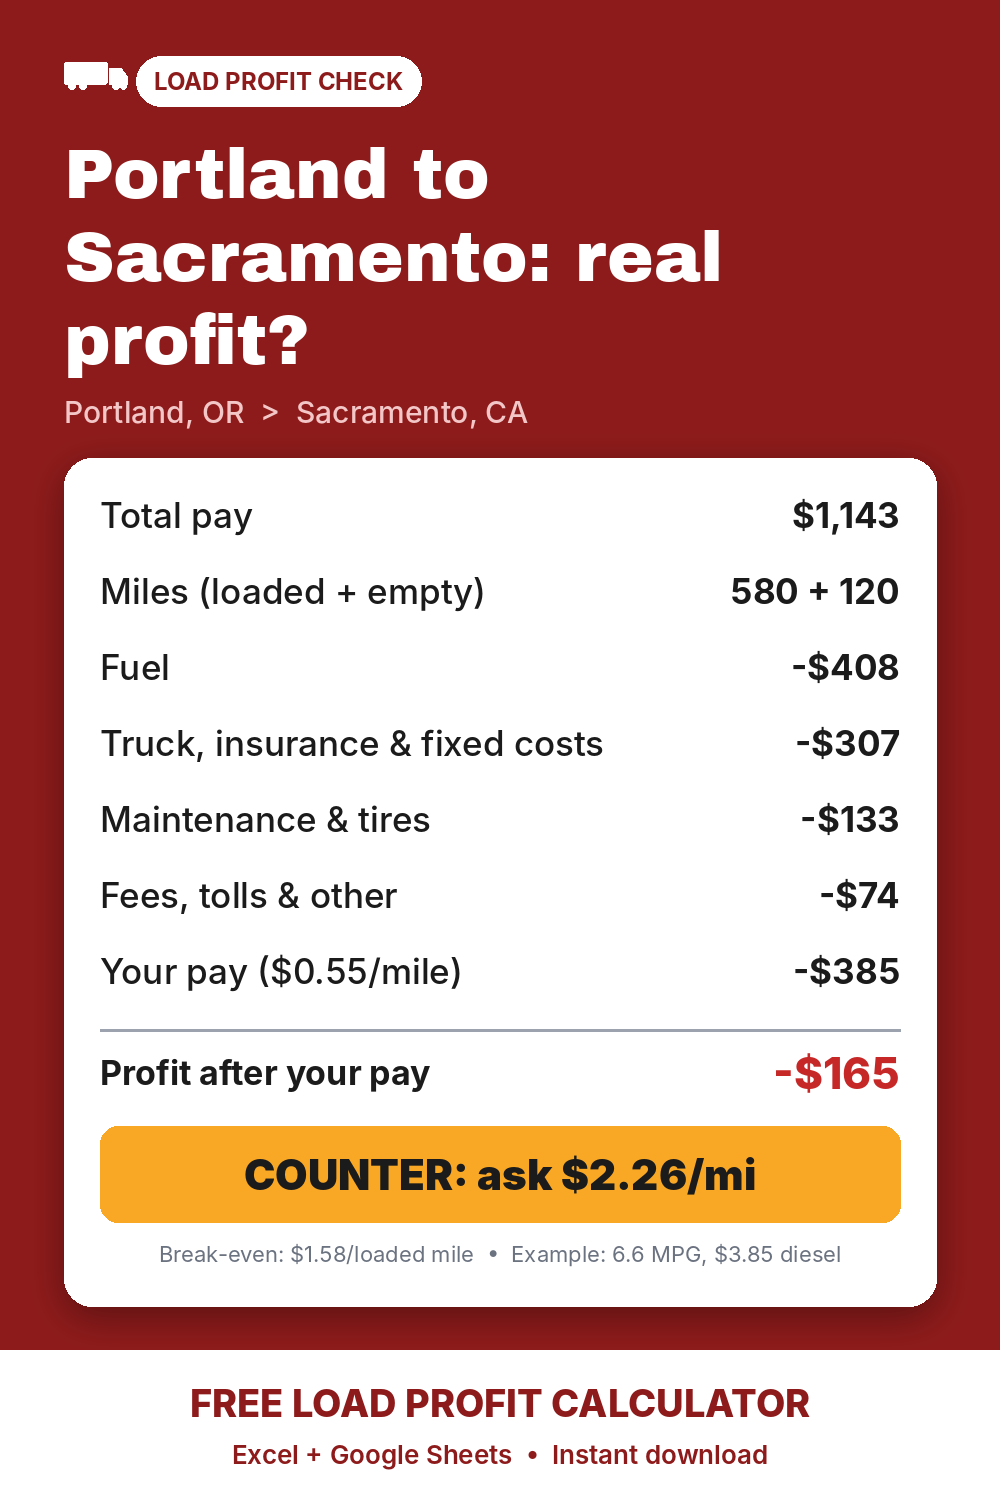 LOAD PROFIT CHECK
Portland to
Sacramento: real
profit?
Portland, OR > Sacramento, CA
Total pay $1,143
Miles (loaded + empty) 580 + 120
Fuel -$408
Truck, insurance & fixed costs -$307
Maintenance & tires -$133
Fees, tolls & other -$74
Your pay ($0.55/mile) -$385
Profit after your pay -$165
COUNTER: ask $2.26/mi
Break-even: $1.58/loaded mile • Example: 6.6 MPG, $3.85 diesel
FREE LOAD PROFIT CALCULATOR
Excel + Google Sheets • Instant download